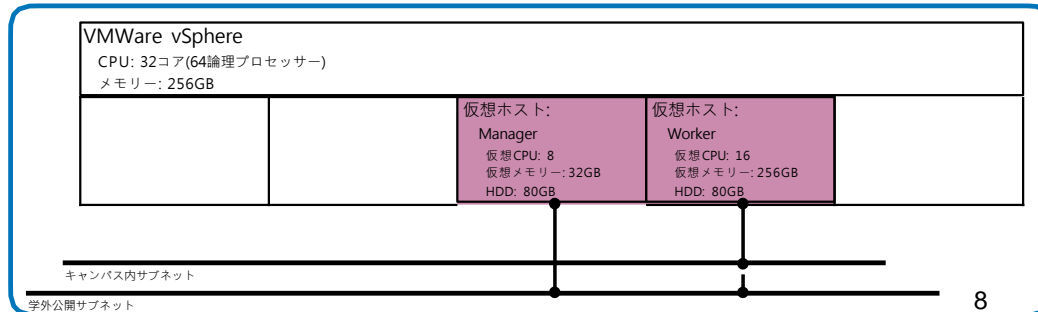 VMWare vSphere
CPU: 32コア(64論理プロセッサー)
メモリー: 256GB
仮想ホスト:
Manager
仮想CPU: 8
仮想メモリー: 32GB
HDD: 80GB
仮想ホスト:
Worker
仮想CPU: 16
仮想メモリー: 256GB
HDD: 80GB
キャンパス内サブネット
学外公開サブネット
8